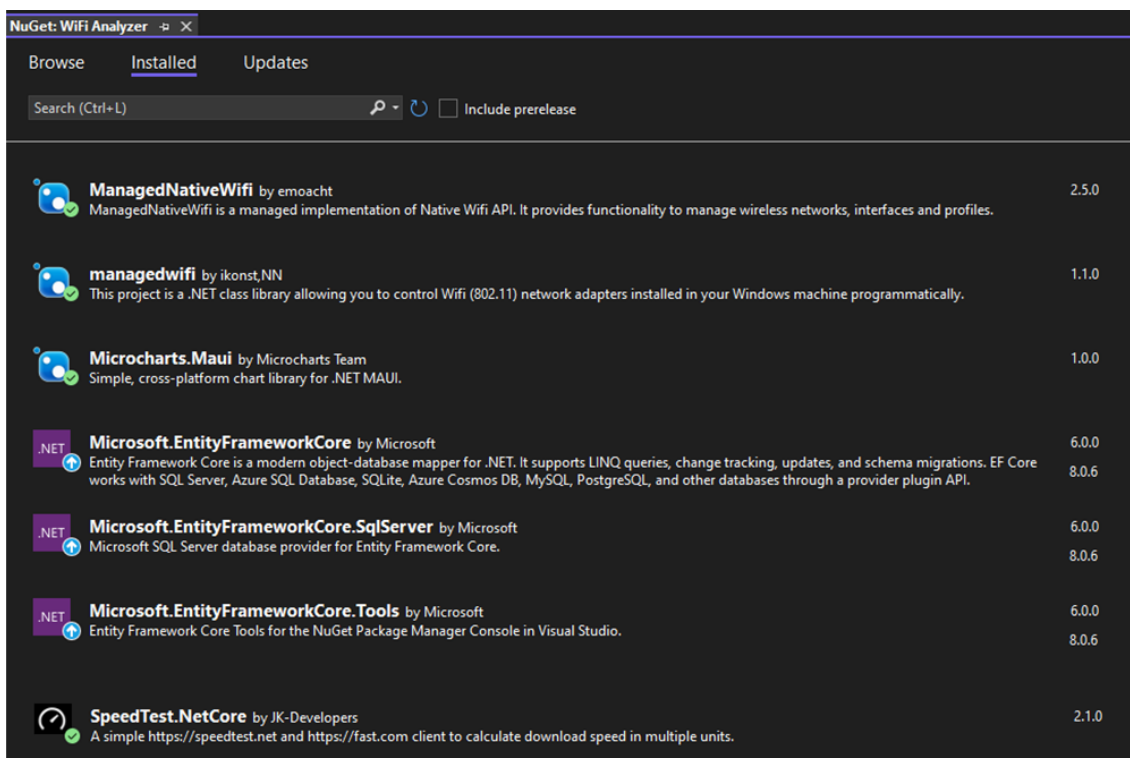 NuGet: WiFi Analyzer
Browse Installed Updates
Search (Ctrl+L) Include prerelease
ManagedNativeWifi by emoacht 2.5.0
ManagedNativeWifi is a managed implementation of Native Wifi API. It provides functionality to manage wireless networks, interfaces and profiles.
managedwifi by ikonst,NN 1.1.0
This project is a .NET class library allowing you to control Wifi (802.11) network adapters installed in your Windows machine programmatically.
Microcharts.Maui by Microcharts Team 1.0.0
Simple, cross-platform chart library for .NET MAUI.
.NET Microsoft.EntityFrameworkCore by Microsoft 6.0.0
Entity Framework Core is a modern object-database mapper for .NET. It supports LINQ queries, change tracking, updates, and schema migrations. EF Core 8.0.6
works with SQL Server, Azure SQL Database, SQLite, Azure Cosmos DB, MySQL, PostgreSQL, and other databases through a provider plugin API.
.NET Microsoft.EntityFrameworkCore.SqlServer by Microsoft 6.0.0
Microsoft SQL Server database provider for Entity Framework Core. 8.0.6
.NET Microsoft.EntityFrameworkCore.Tools by Microsoft 6.0.0
Entity Framework Core Tools for the NuGet Package Manager Console in Visual Studio. 8.0.6
SpeedTest.NetCore by JK-Developers 2.1.0
A simple https://speedtest.net and https://fast.com client to calculate download speed in multiple units.